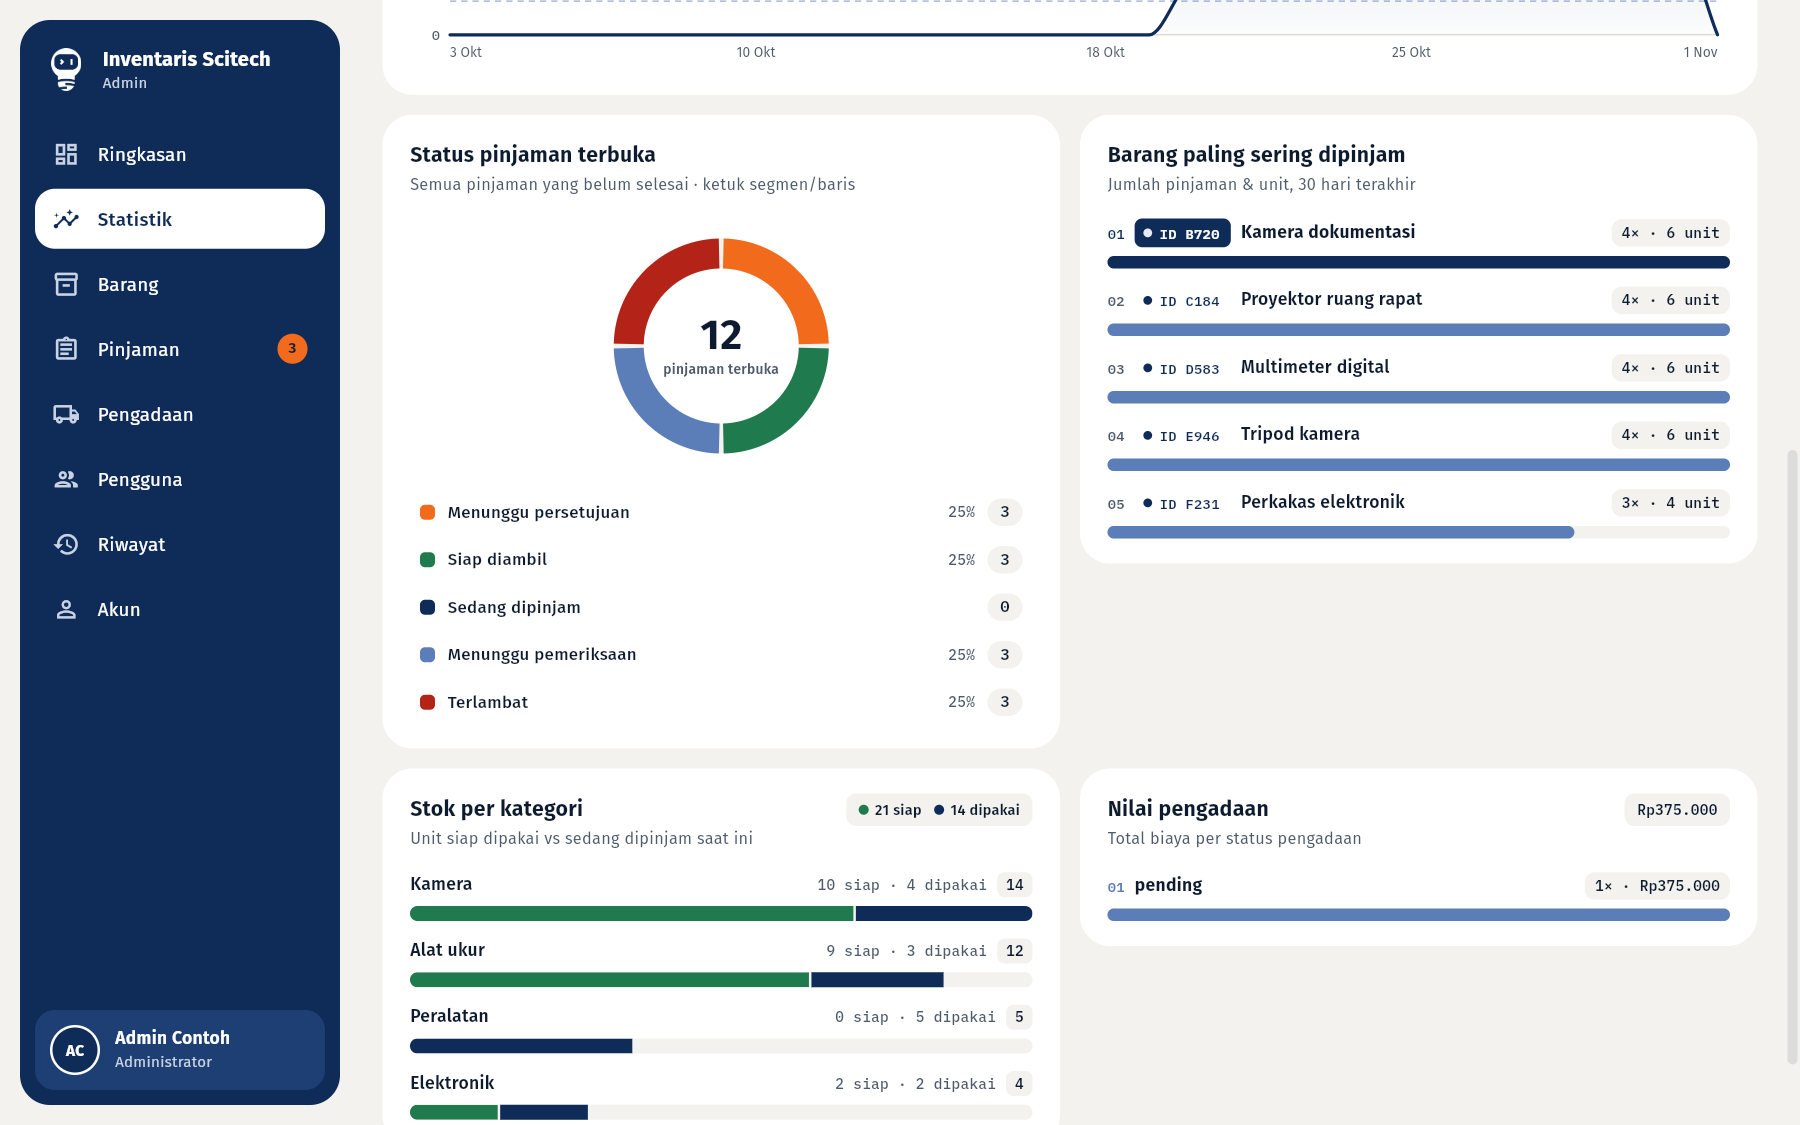 Inventaris Scitech
Admin
Ringkasan
Statistik
Barang
Pinjaman
3
Pengadaan
Pengguna
Riwayat
Akun
AC
Admin Contoh
Administrator
0
3 Okt
10 Okt
18 Okt
25 Okt
1 Nov
Status pinjaman terbuka
Semua pinjaman yang belum selesai · ketuk segmen/baris
12
pinjaman terbuka
Menunggu persetujuan 25% 3
Siap diambil 25% 3
Sedang dipinjam 0
Menunggu pemeriksaan 25% 3
Terlambat 25% 3
Barang paling sering dipinjam
Jumlah pinjaman & unit, 30 hari terakhir
01 ID B720 Kamera dokumentasi 4× · 6 unit
02 ID C184 Proyektor ruang rapat 4× · 6 unit
03 ID D583 Multimeter digital 4× · 6 unit
04 ID E946 Tripod kamera 4× · 6 unit
05 ID F231 Perkakas elektronik 3× · 4 unit
Stok per kategori
21 siap 14 dipakai
Unit siap dipakai vs sedang dipinjam saat ini
Kamera 10 siap · 4 dipakai 14
Alat ukur 9 siap · 3 dipakai 12
Peralatan 0 siap · 5 dipakai 5
Elektronik 2 siap · 2 dipakai 4
Nilai pengadaan
Rp375.000
Total biaya per status pengadaan
01 pending 1× · Rp375.000